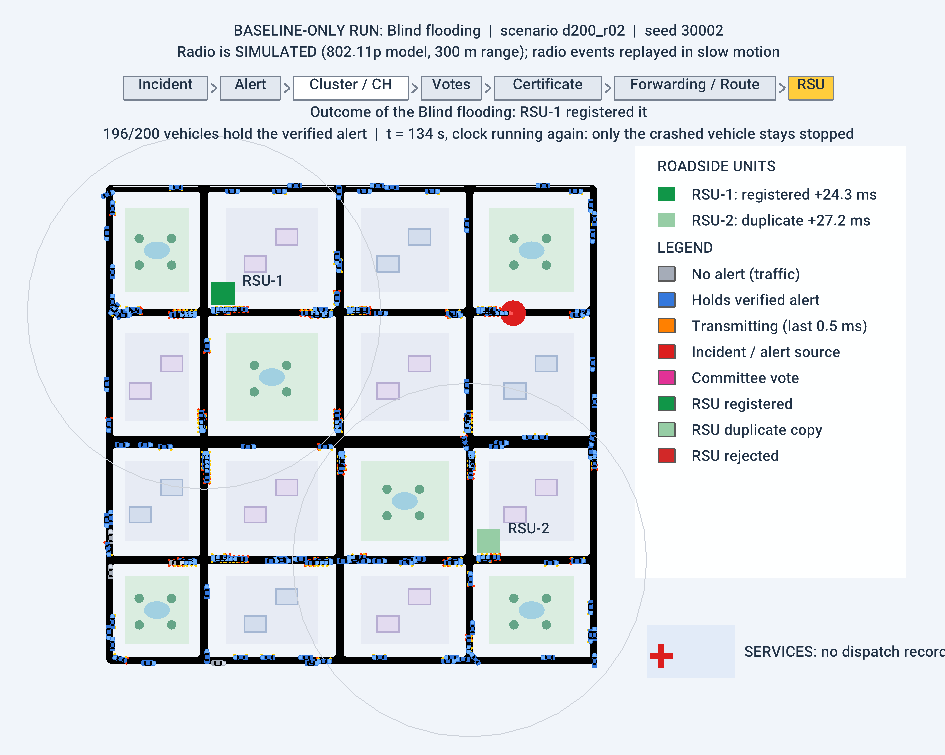 BASELINE-ONLY RUN: Blind flooding | scenario d200_r02 | seed 30002
Radio is SIMULATED (802.11p model, 300 m range); radio events replayed in slow motion
Incident > Alert > Cluster / CH > Votes > Certificate > Forwarding / Route > RSU
Outcome of the Blind flooding: RSU-1 registered it
196/200 vehicles hold the verified alert | t = 134 s, clock running again: only the crashed vehicle stays stopped
ROADSIDE UNITS
RSU-1: registered +24.3 ms
RSU-2: duplicate +27.2 ms
LEGEND
No alert (traffic)
Holds verified alert
Transmitting (last 0.5 ms)
Incident / alert source
Committee vote
RSU registered
RSU duplicate copy
RSU rejected
RSU-1
RSU-2
SERVICES: no dispatch record